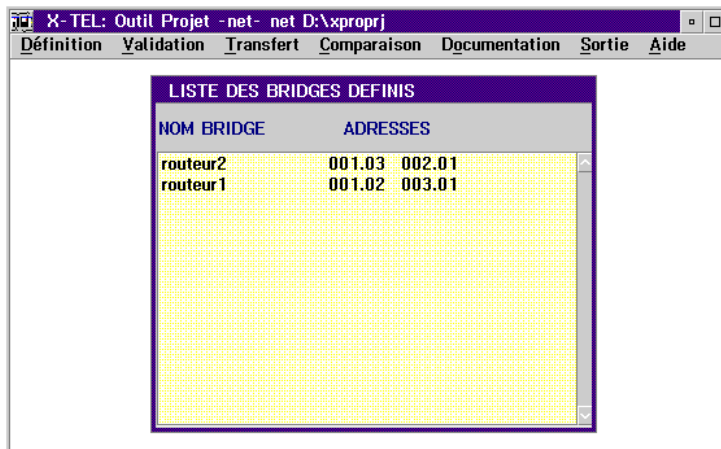 X-TEL: Outil Projet -net- net D:\xproprj
Définition Validation Transfert Comparaison Documentation Sortie Aide
LISTE DES BRIDGES DEFINIS
NOM BRIDGE ADRESSES
routeur2 001.03 002.01
routeur1 001.02 003.01